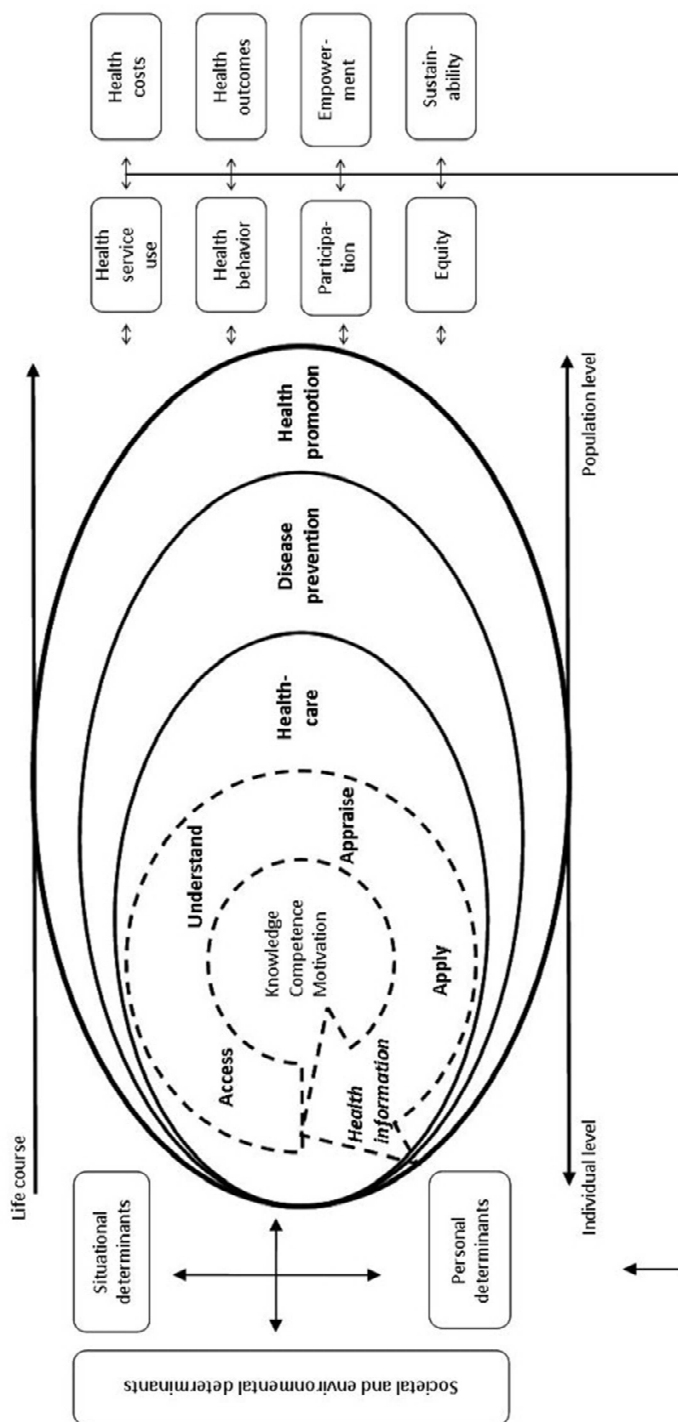 Societal and environmental determinants
Situational
determinants
Personal
determinants
Life course
Access
Understand
Appraise
Apply
Health
information
Knowledge
Competence
Motivation
Health-
care
Disease
prevention
Health
promotion
Individual level
Population level
Health
service
use
Health
costs
Health
behavior
Health
outcomes
Participa-
tion
Empower-
ment
Equity
Sustain-
ability